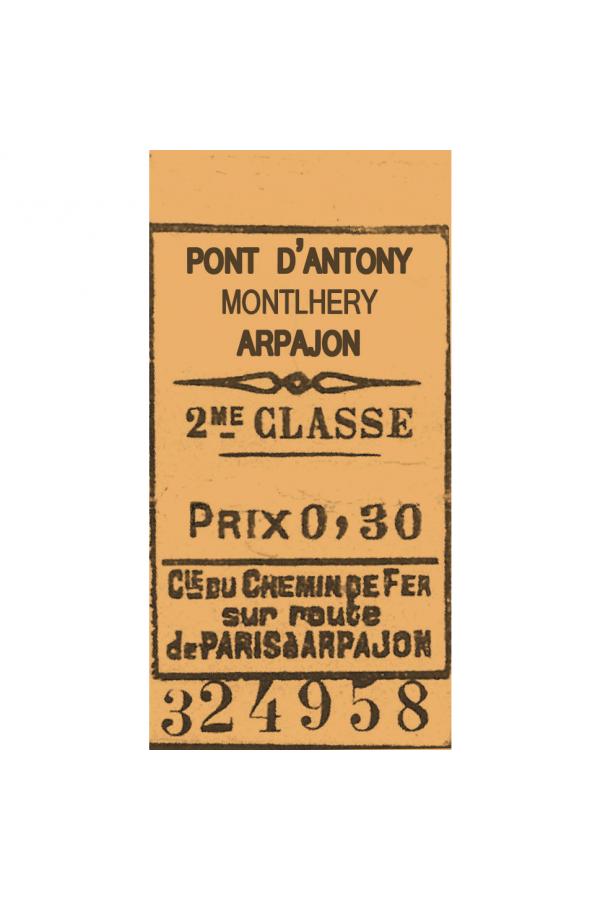 PONT D'ANTONY
MONTLHERY
ARPAJON
2ME CLASSE
PRIX 0,30
CIE DU CHEMIN DE FER
sur route
de PARIS à ARPAJON
324958